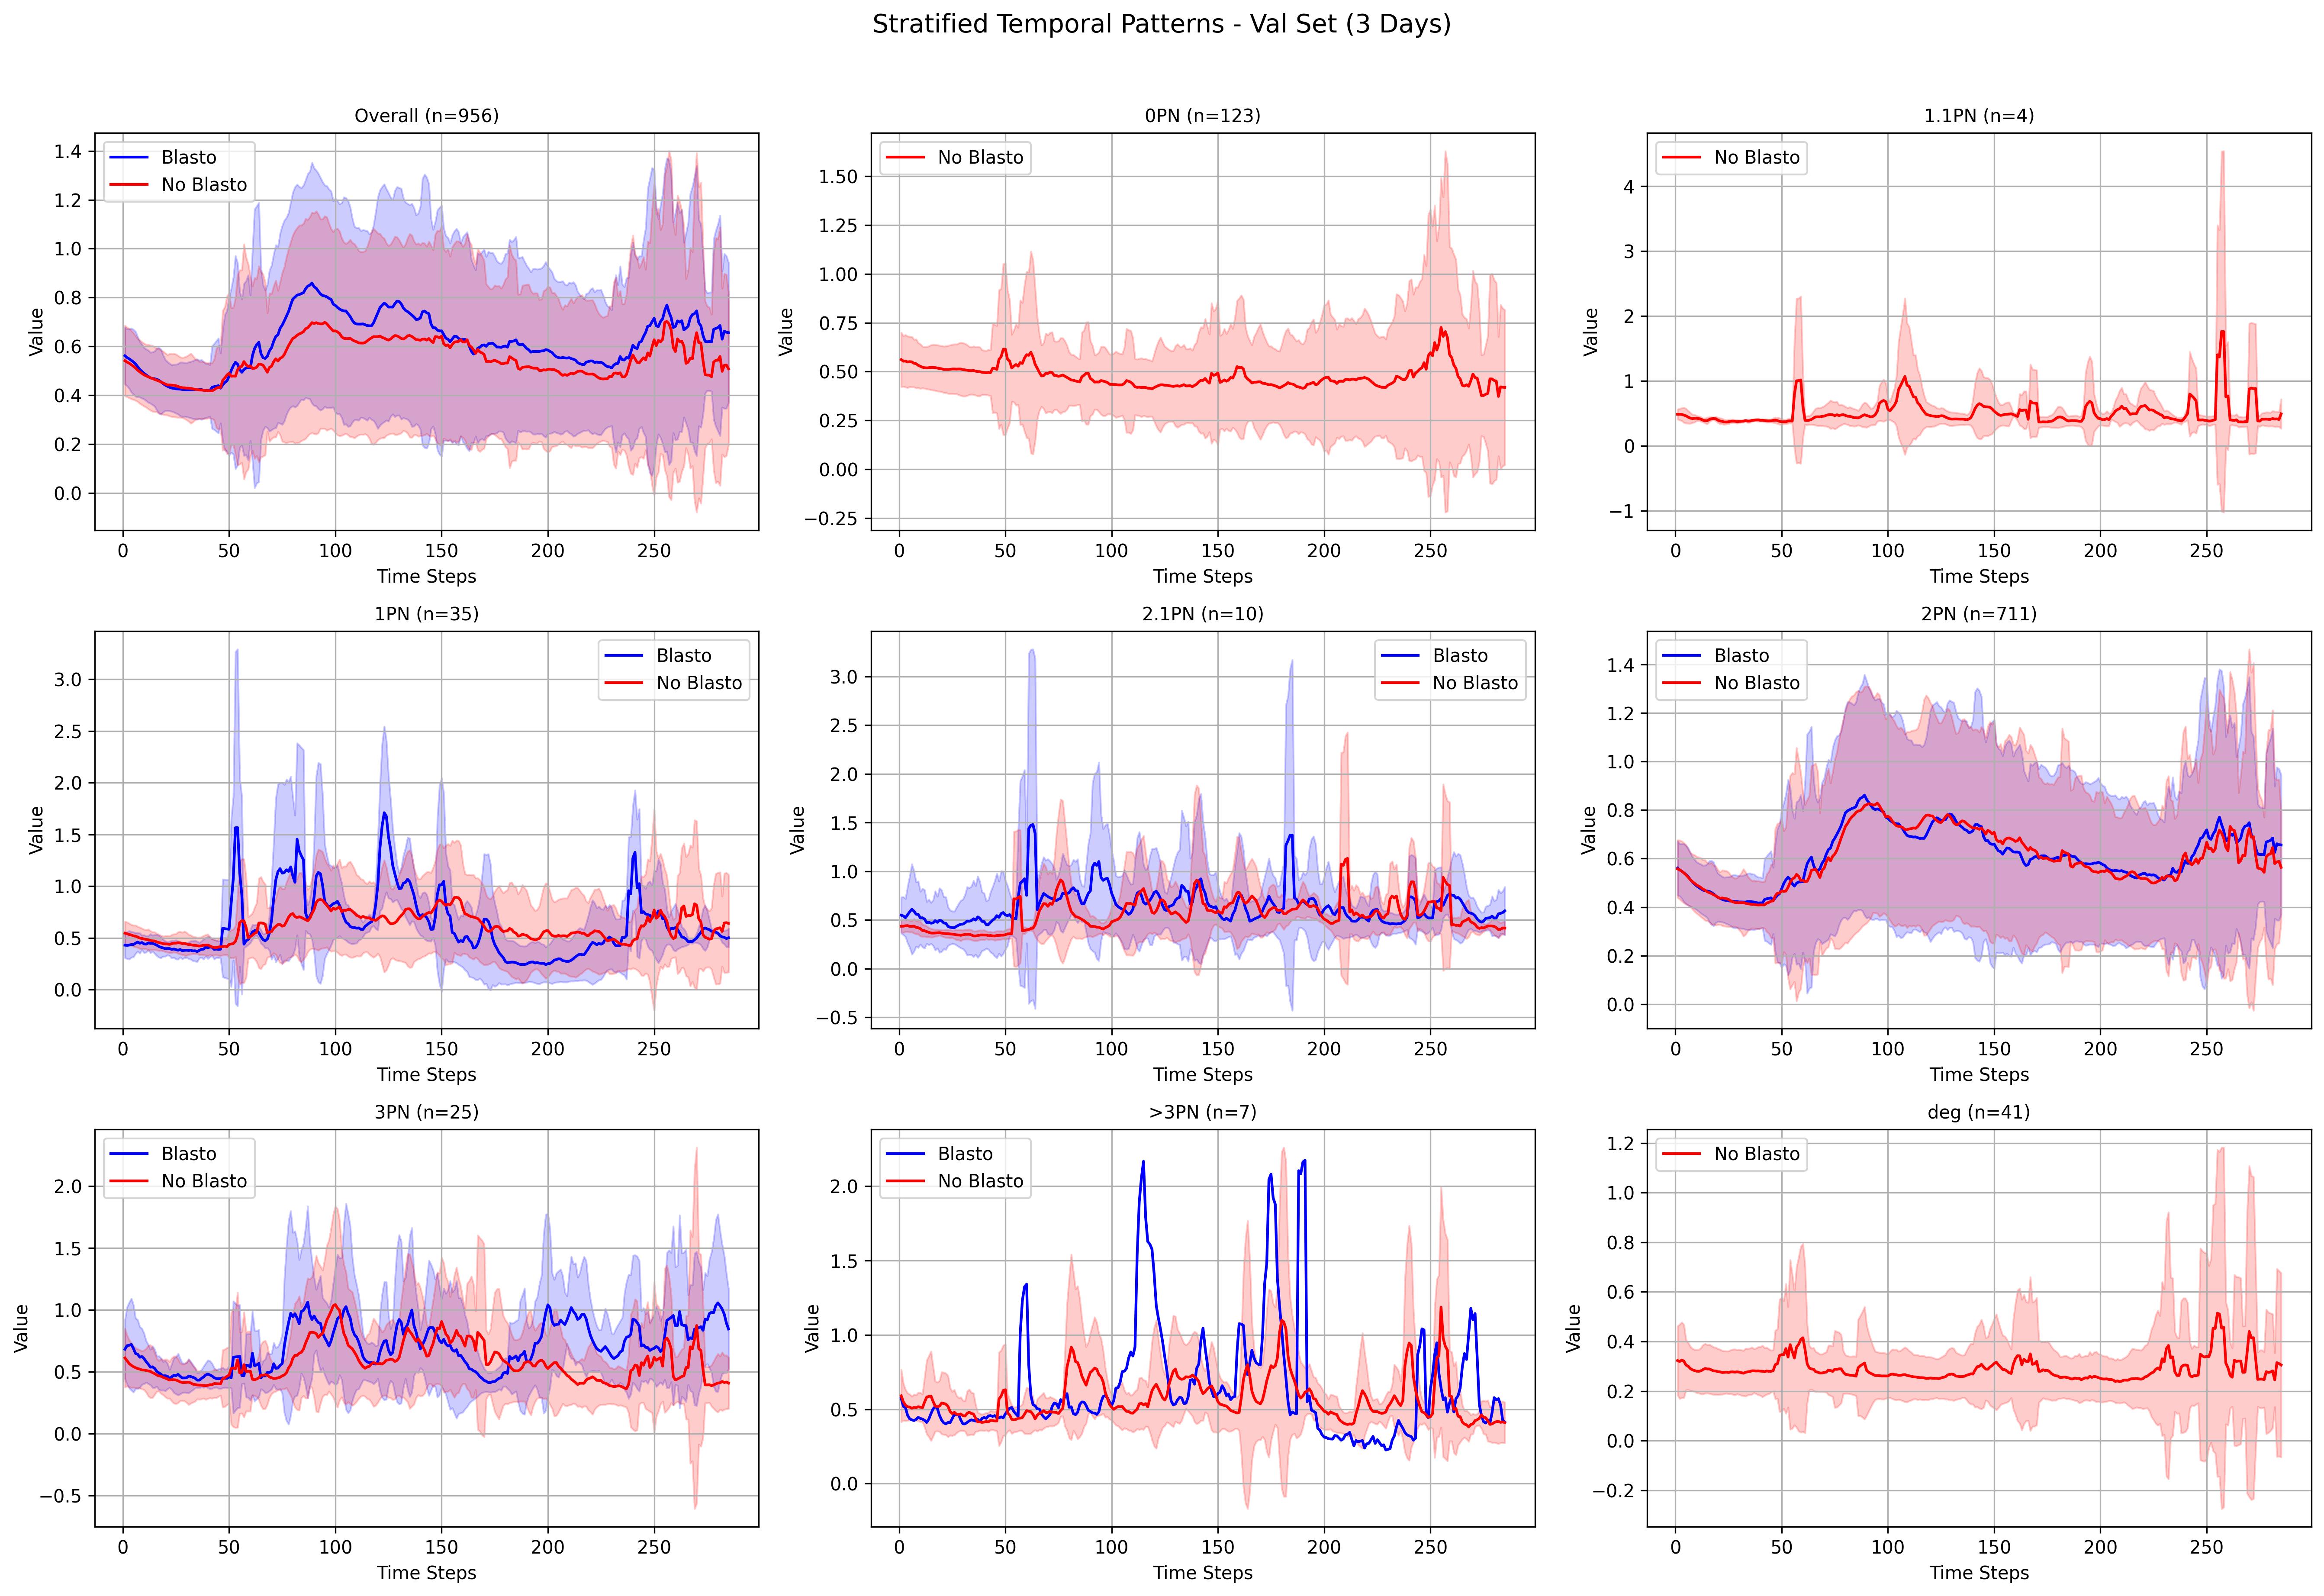 Stratified Temporal Patterns - Val Set (3 Days)
Overall (n=956)
Blasto
No Blasto
Value
1.4
1.2
1.0
0.8
0.6
0.4
0.2
0.0
0 50 100 150 200 250
Time Steps
0PN (n=123)
No Blasto
Value
1.50
1.25
1.00
0.75
0.50
0.25
0.00
−0.25
0 50 100 150 200 250
Time Steps
1.1PN (n=4)
No Blasto
Value
4
3
2
1
0
−1
0 50 100 150 200 250
Time Steps
1PN (n=35)
Blasto
No Blasto
Value
3.0
2.5
2.0
1.5
1.0
0.5
0.0
0 50 100 150 200 250
Time Steps
2.1PN (n=10)
Blasto
No Blasto
Value
3.0
2.5
2.0
1.5
1.0
0.5
0.0
−0.5
0 50 100 150 200 250
Time Steps
2PN (n=711)
Blasto
No Blasto
Value
1.4
1.2
1.0
0.8
0.6
0.4
0.2
0.0
0 50 100 150 200 250
Time Steps
3PN (n=25)
Blasto
No Blasto
Value
2.0
1.5
1.0
0.5
0.0
−0.5
0 50 100 150 200 250
Time Steps
>3PN (n=7)
Blasto
No Blasto
Value
2.0
1.5
1.0
0.5
0.0
0 50 100 150 200 250
Time Steps
deg (n=41)
No Blasto
Value
1.2
1.0
0.8
0.6
0.4
0.2
0.0
−0.2
0 50 100 150 200 250
Time Steps